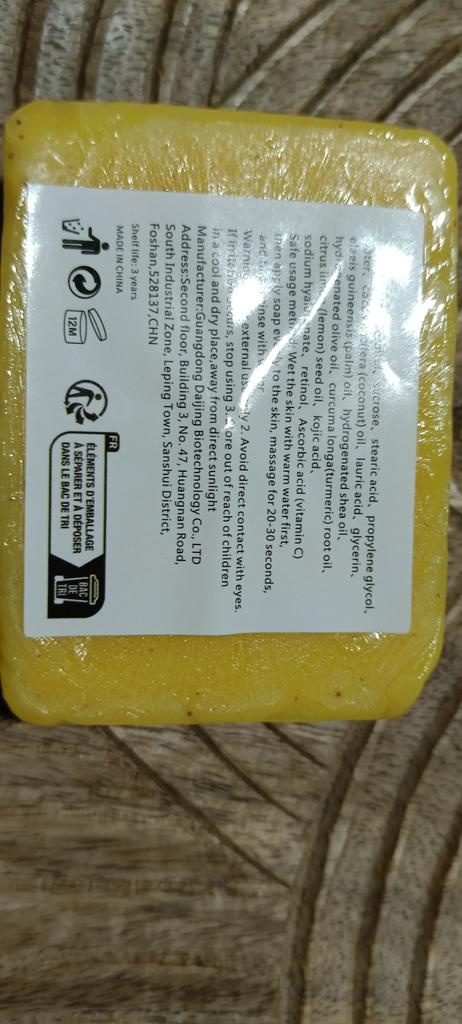 sucrose、stearic acid、propylene glycol、
(coconut) oil、lauric acid、glycerin、
elaeis guineensis (palm) oil、hydrogenated shea oil、
hydrogenated olive oil、curcuma longa(turmeric) root oil、
citrus (lemon) seed oil、kojic acid、
sodium hyaluronate、retinol、Ascorbic acid (vitamin C)
Safe usage method:Wet the skin with warm water first,
then apply soap evenly to the skin, massage for 20-30 seconds,
and rinse with
external use only 2. Avoid direct contact with eyes.
If irritation occurs, stop using 3. Store out of reach of children
in a cool and dry place,away from direct sunlight
Manufacturer:Guangdong Daijing Biotechnology Co., LTD
Address:Second floor, Building 3, No. 47, Huangnan Road,
South Industrial Zone, Leping Town, Sanshui District,
Foshan,528137,CHN
Shelf life: 3 years
MADE IN CHINA
12M
FR
ÉLÉMENTS D'EMBALLAGE
À SÉPARER ET À DÉPOSER
DANS LE BAC DE TRI
BAC
DE
TRI